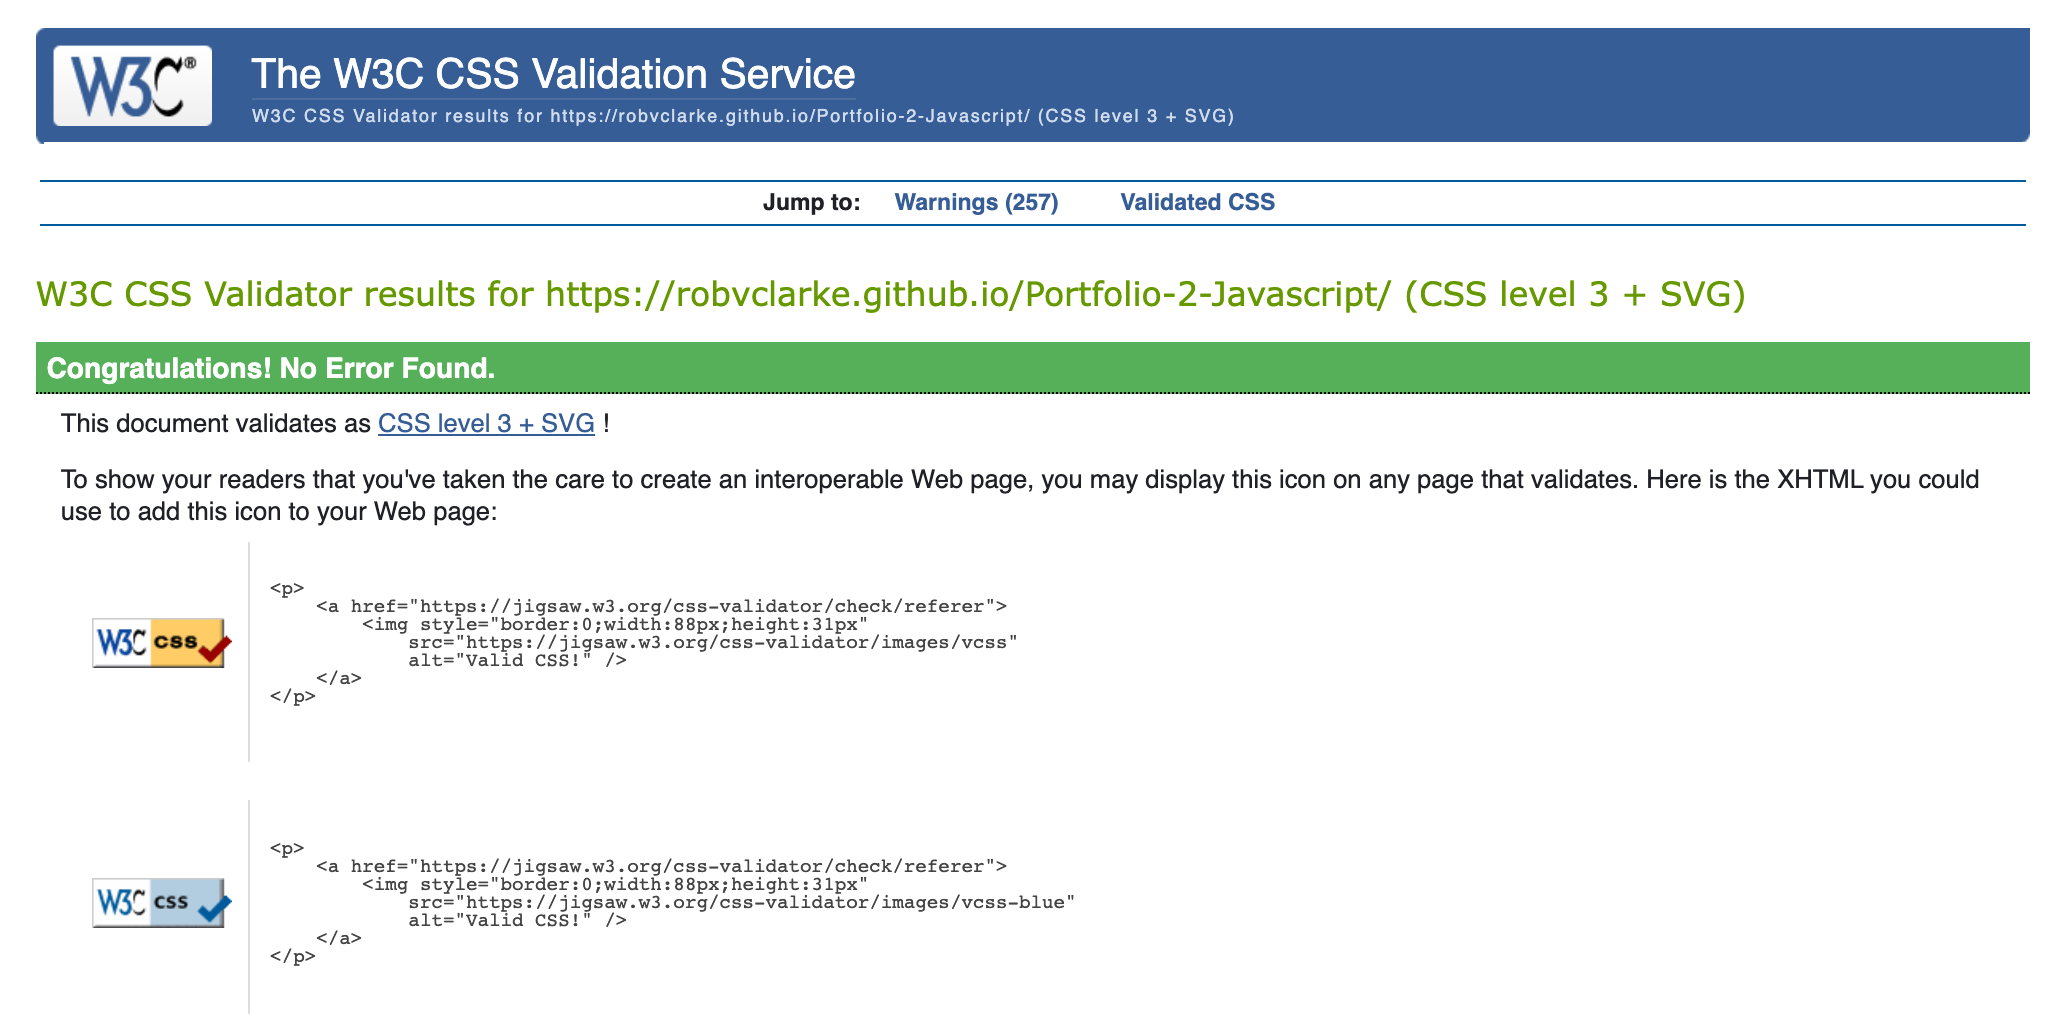 W3C®
The W3C CSS Validation Service
W3C CSS Validator results for https://robvclarke.github.io/Portfolio-2-Javascript/ (CSS level 3 + SVG)
Jump to: Warnings (257) Validated CSS
W3C CSS Validator results for https://robvclarke.github.io/Portfolio-2-Javascript/ (CSS level 3 + SVG)
Congratulations! No Error Found.
This document validates as CSS level 3 + SVG !
To show your readers that you've taken the care to create an interoperable Web page, you may display this icon on any page that validates. Here is the XHTML you could
use to add this icon to your Web page:
<p>
<a href="https://jigsaw.w3.org/css-validator/check/referer">
<img style="border:0;width:88px;height:31px"
W3C css
src="https://jigsaw.w3.org/css-validator/images/vcss"
alt="Valid CSS!" />
</a>
</p>
<p>
<a href="https://jigsaw.w3.org/css-validator/check/referer">
<img style="border:0;width:88px;height:31px"
W3C css
src="https://jigsaw.w3.org/css-validator/images/vcss-blue"
alt="Valid CSS!" />
</a>
</p>